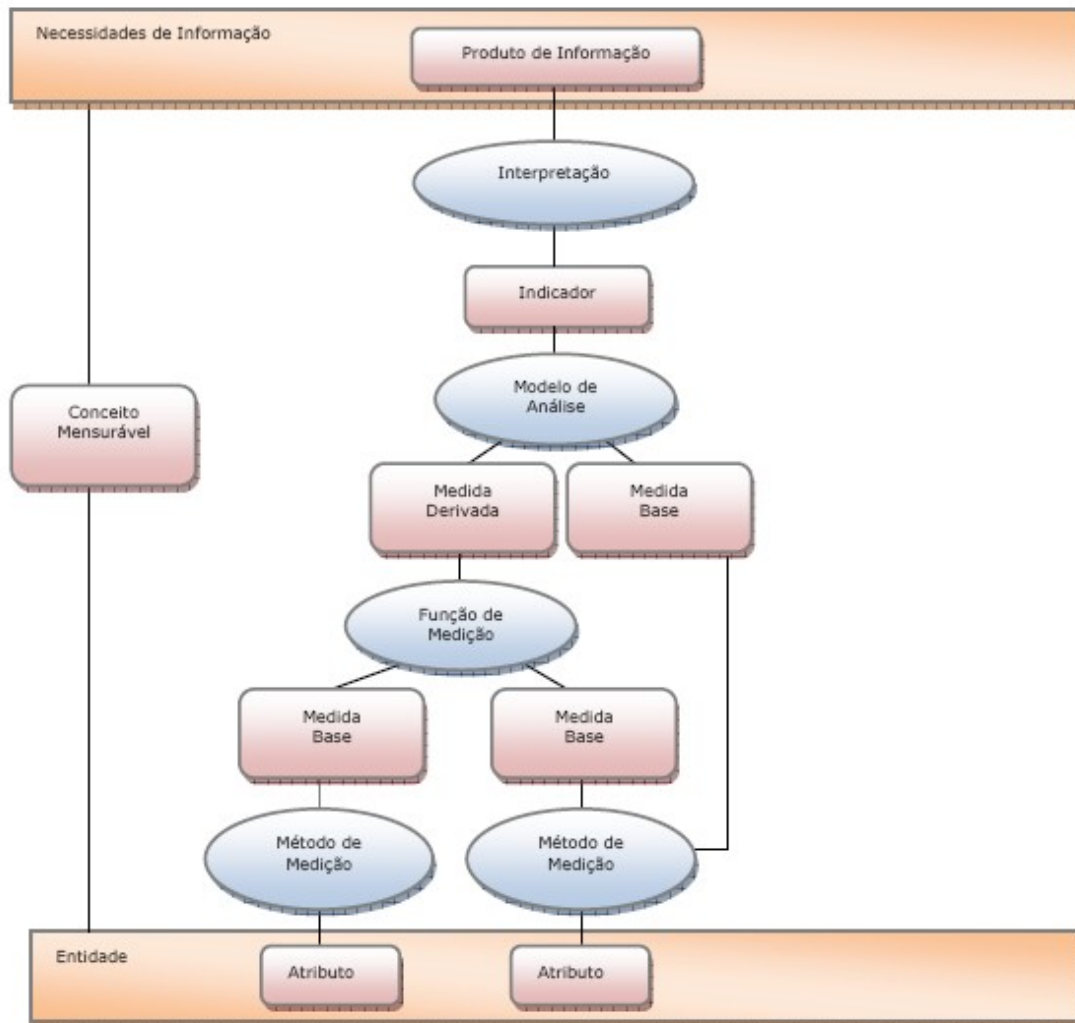 Necessidades de Informação
Produto de Informação
Interpretação
Indicador
Modelo de
Análise
Conceito
Mensurável
Medida
Derivada
Medida
Base
Função de
Medição
Medida
Base
Medida
Base
Método de
Medição
Método de
Medição
Entidade
Atributo
Atributo